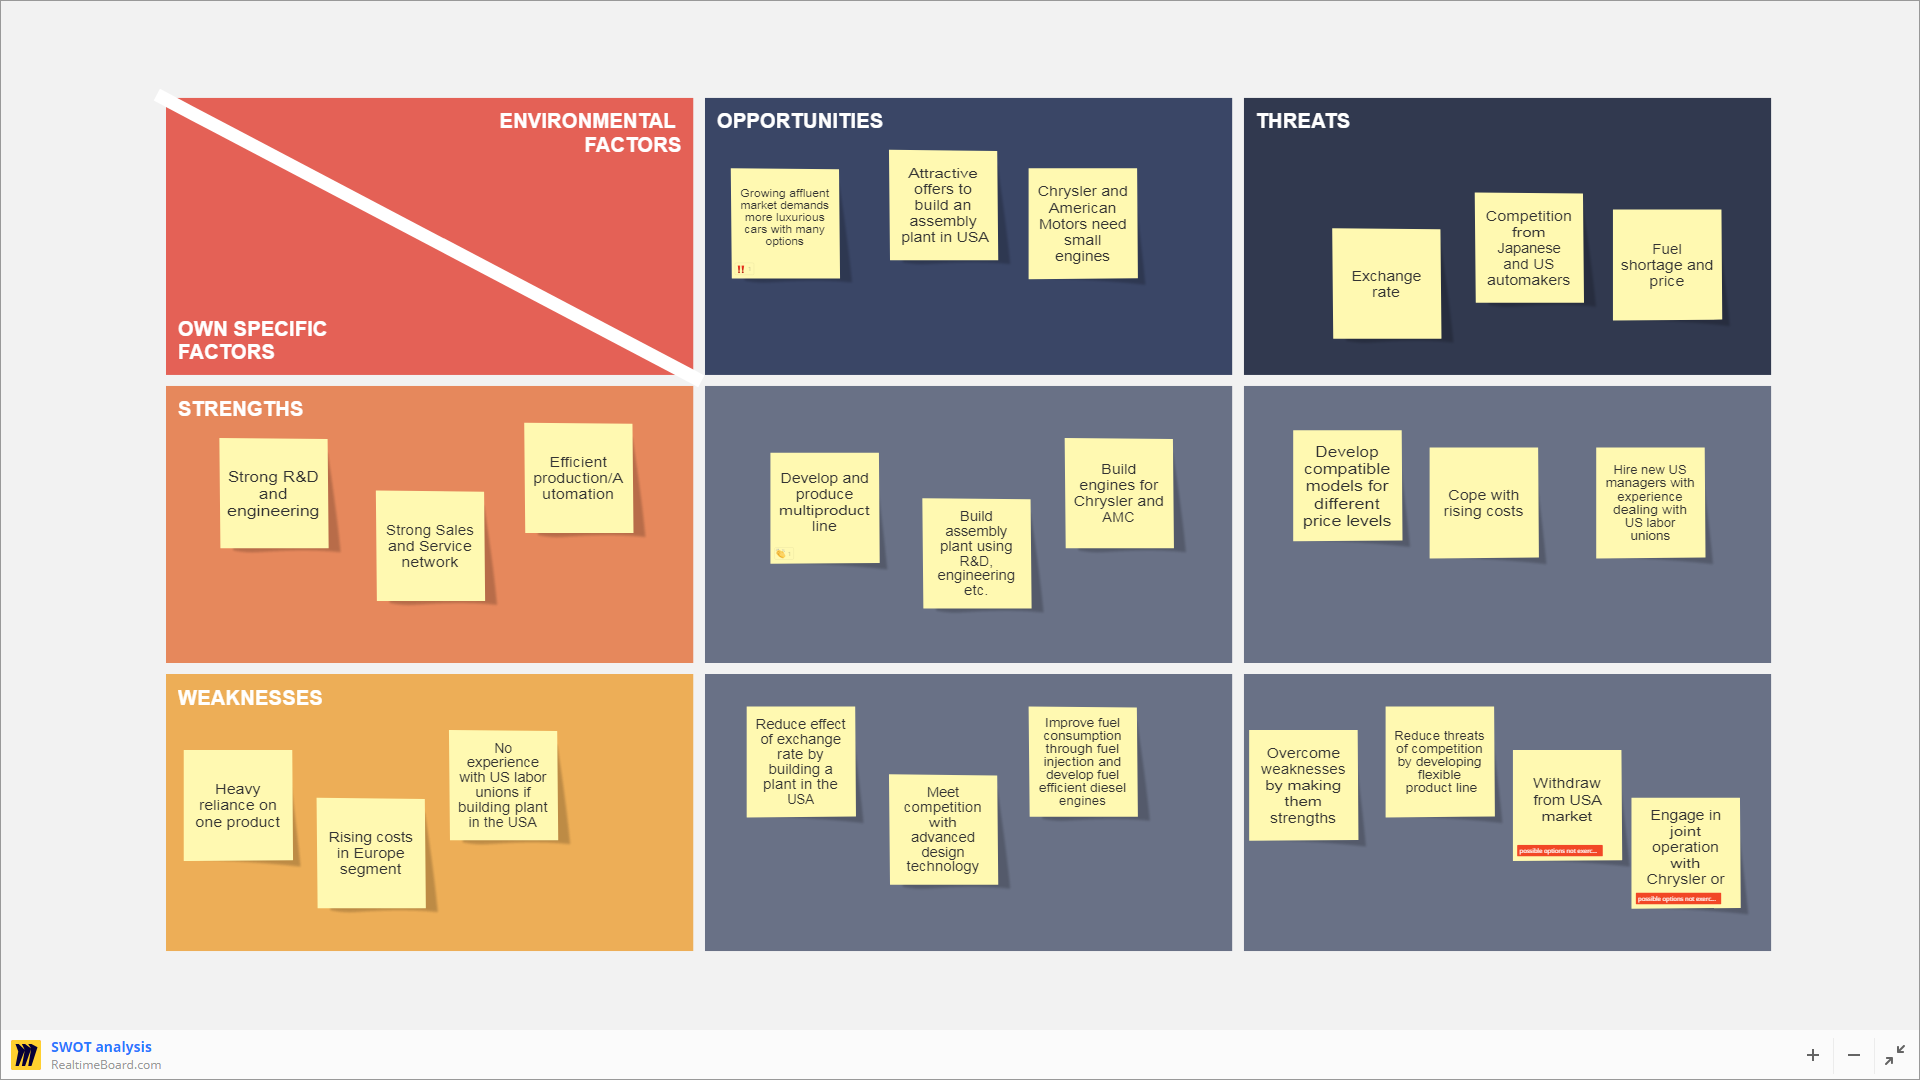 ENVIRONMENTAL
FACTORS
OWN SPECIFIC
FACTORS
OPPORTUNITIES
Growing affluent
market demands
more luxurious
cars with many
options
Attractive
offers to
build an
assembly
plant in USA
Chrysler and
American
Motors need
small
engines
THREATS
Exchange
rate
Competition
from
Japanese
and US
automakers
Fuel
shortage and
price
STRENGTHS
Strong R&D
and
engineering
Strong Sales
and Service
network
Efficient
production/A
utomation
Develop and
produce
multiproduct
line
Build
assembly
plant using
R&D,
engineering
etc.
Build
engines for
Chrysler and
AMC
Develop
compatible
models for
different
price levels
Cope with
rising costs
Hire new US
managers with
experience
dealing with
US labor
unions
WEAKNESSES
Heavy
reliance on
one product
Rising costs
in Europe
segment
No
experience
with US labor
unions if
building plant
in the USA
Reduce effect
of exchange
rate by
building a
plant in the
USA
Meet
competition
with
advanced
design
technology
Improve fuel
consumption
through fuel
injection and
develop fuel
efficient diesel
engines
Overcome
weaknesses
by making
them
strengths
Reduce threats
of competition
by developing
flexible
product line
Withdraw
from USA
market
possible options not exerc...
Engage in
joint
operation
with
Chrysler or
possible options not exerc...
SWOT analysis
RealtimeBoard.com